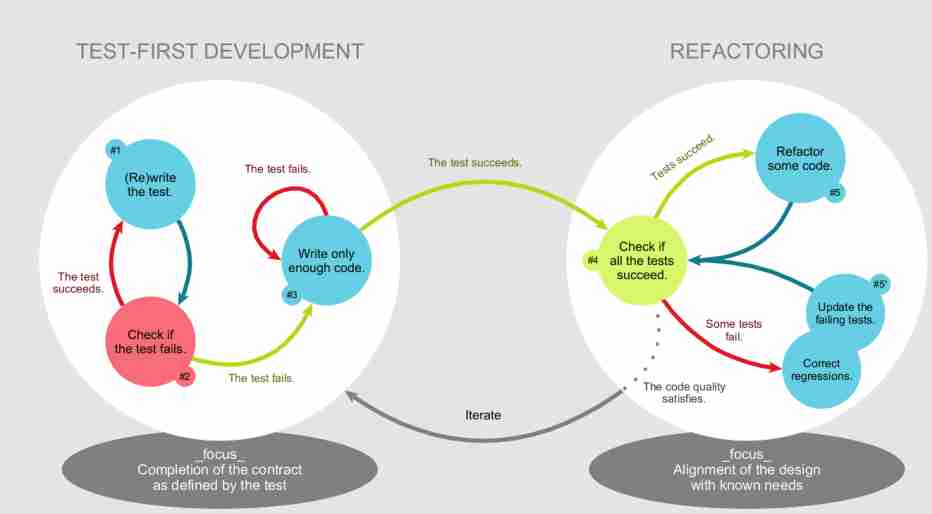 TEST-FIRST DEVELOPMENT
REFACTORING
#1
(Re)write
the test.
The test
succeeds.
Check if
the test fails.
#2
The test fails.
The test fails.
Write only
enough code.
#3
The test succeeds.
#4
Check if
all the tests
succeed.
Tests succeed.
Refactor
some code.
#5
#5'
Update the
failing tests.
Correct
regressions.
Some tests
fail.
The code quality
satisfies.
Iterate
_focus_
Completion of the contract
as defined by the test
_focus_
Alignment of the design
with known needs